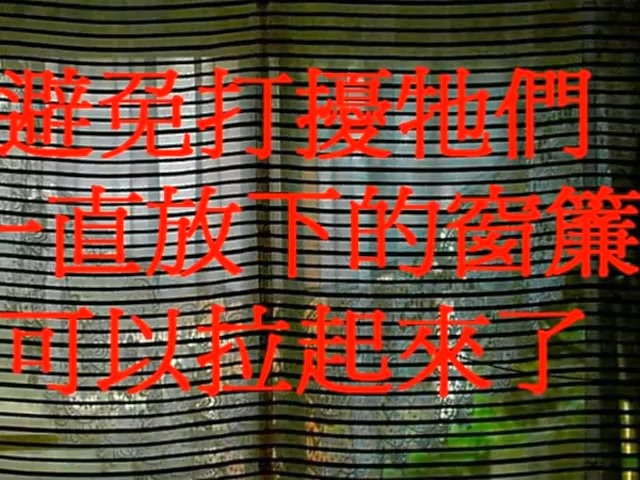 避免打擾牠們
一直放下的窗簾
可以拉起來了